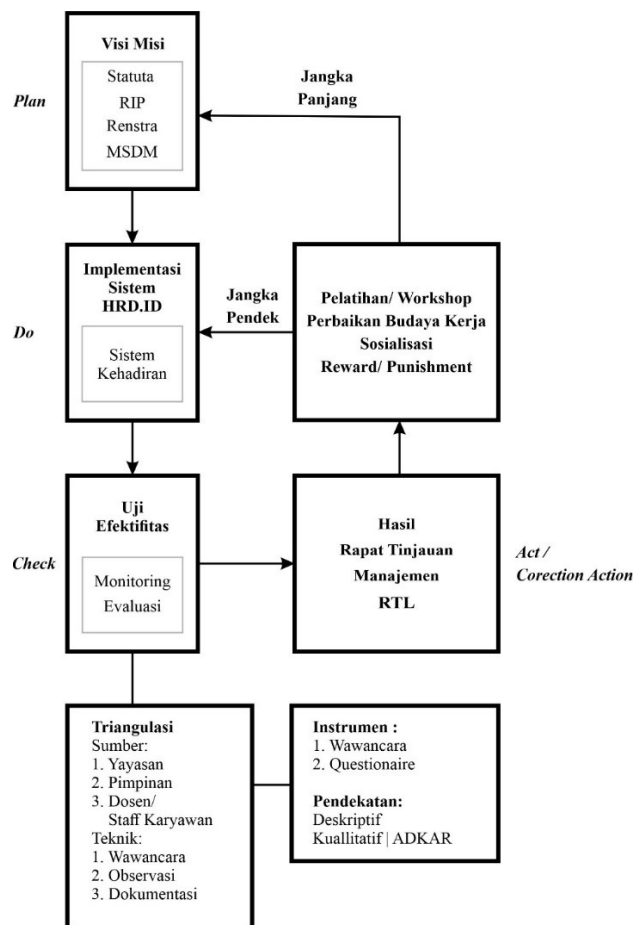 Visi Misi
Plan
Statuta
RIP
Renstra
MSDM
Jangka
Panjang
Implementasi
Sistem
HRD.ID
Do
Sistem
Kehadiran
Jangka
Pendek
Pelatihan/ Workshop
Perbaikan Budaya Kerja
Sosialisasi
Reward/ Punishment
Uji
Efektifitas
Check
Monitoring
Evaluasi
Hasil
Rapat Tinjauan
Manajemen
RTL
Act /
Corection Action
Triangulasi
Sumber:
1. Yayasan
2. Pimpinan
3. Dosen/
Staff Karyawan
Teknik:
1. Wawancara
2. Observasi
3. Dokumentasi
Instrumen :
1. Wawancara
2. Questionaire
Pendekatan:
Deskriptif
Kuallitatif | ADKAR